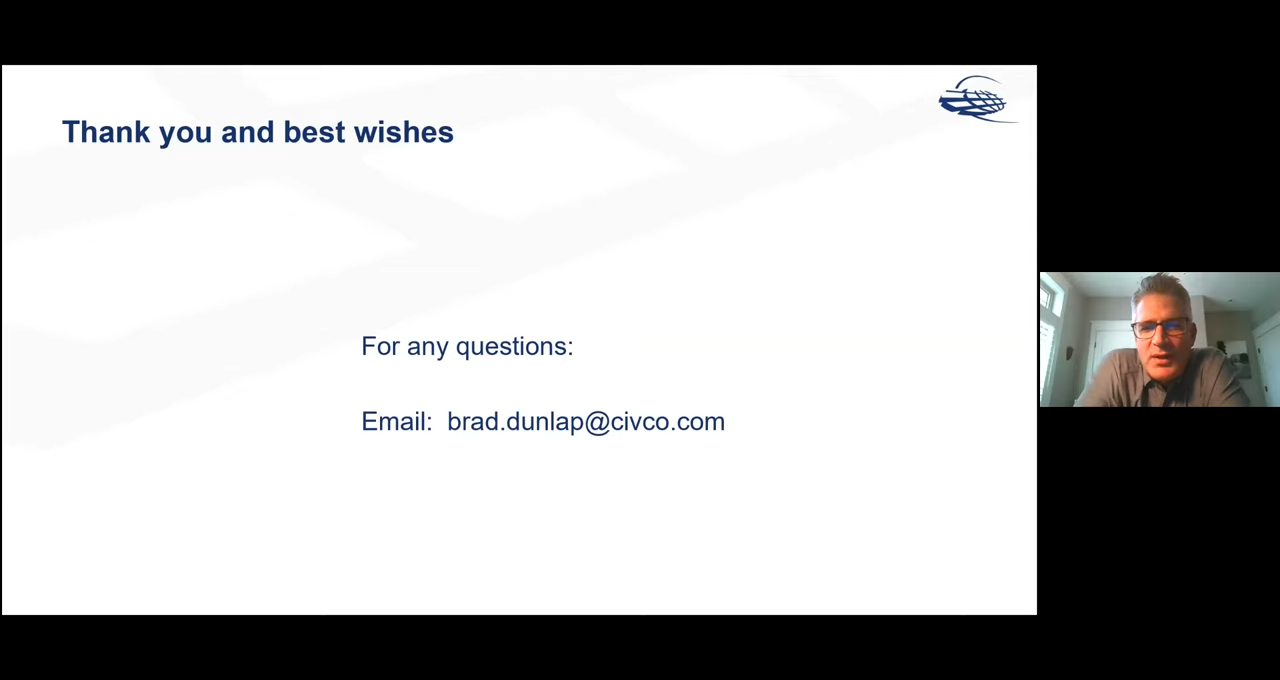 Thank you and best wishes
For any questions:
Email: brad.dunlap@civco.com